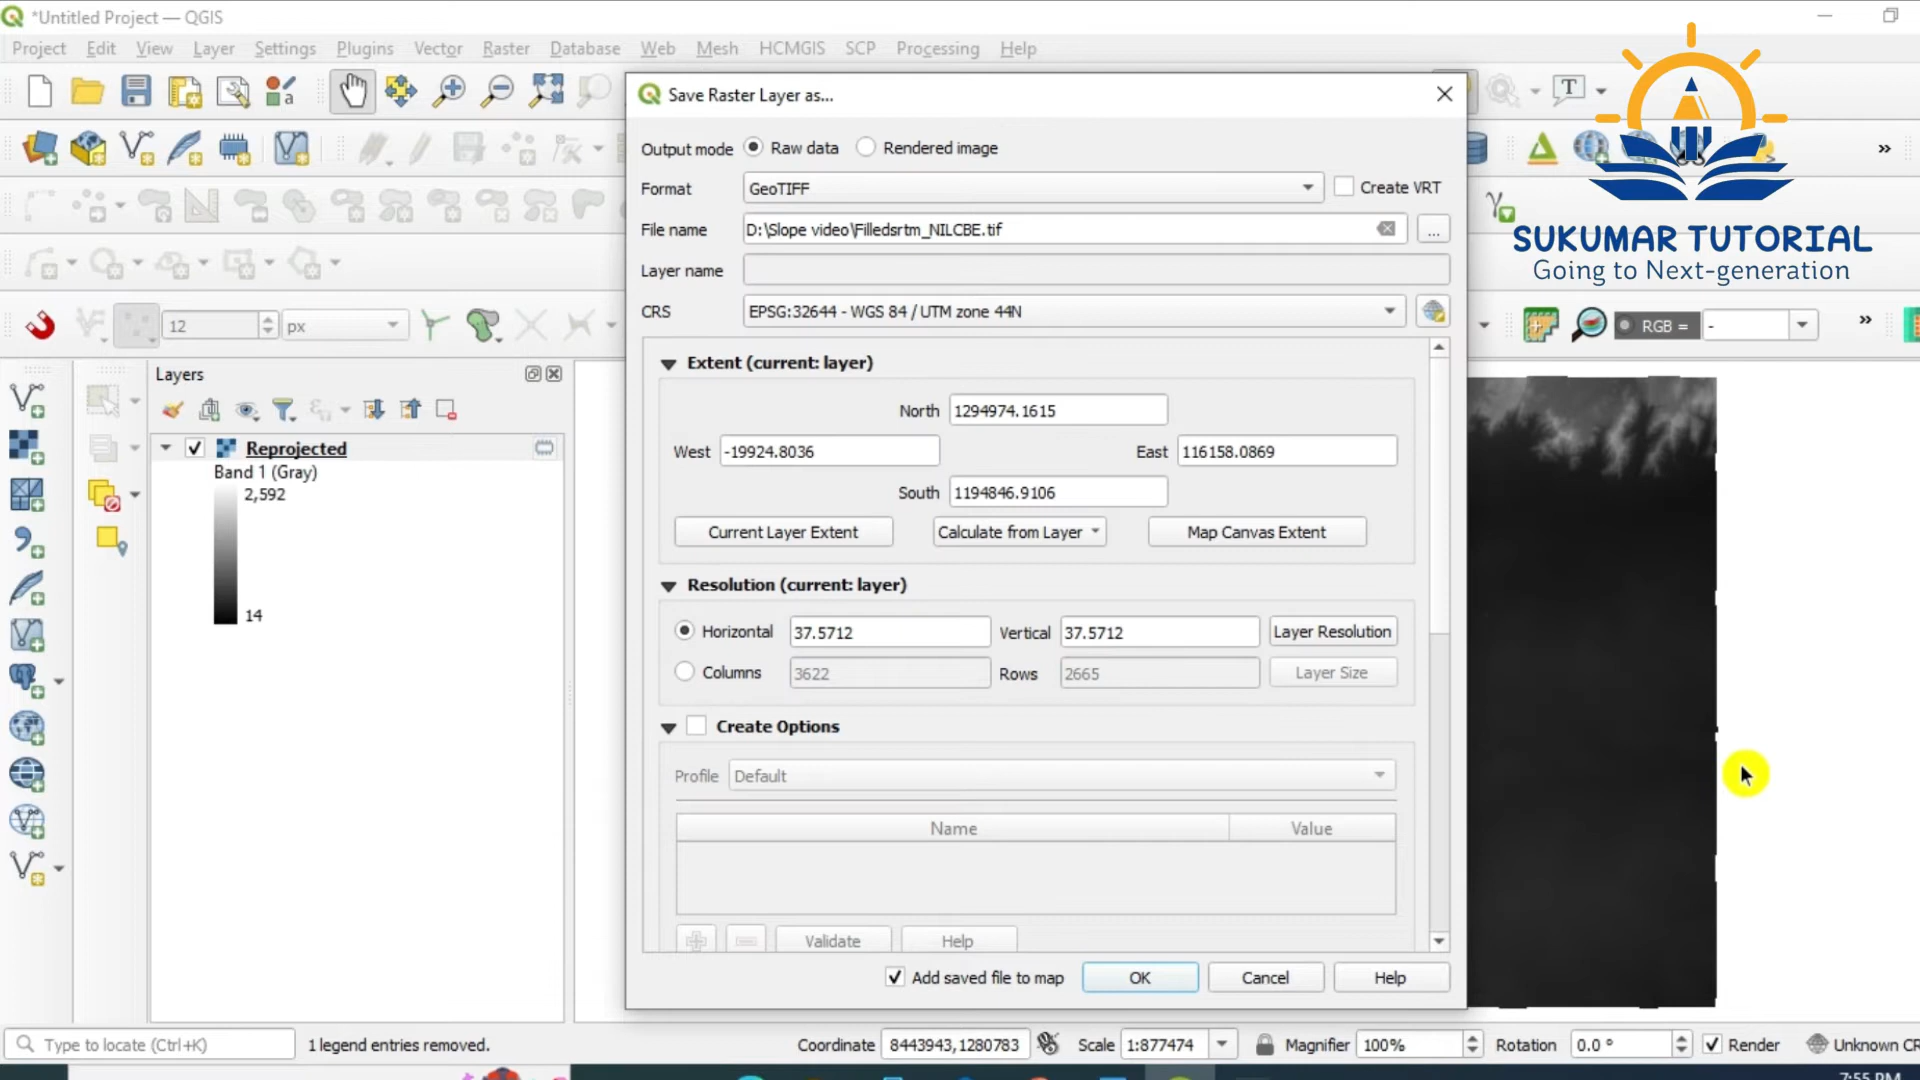 *Untitled Project — QGIS
Project Edit View Layer Settings Plugins Vector Raster Database Web Mesh HCMGIS SCP Processing Help
Save Raster Layer as...
Output mode Raw data Rendered image
Format GeoTIFF Create VRT
File name D:\Slope video\Filledsrtm_NILCBE.tif ...
Layer name
CRS EPSG:32644 - WGS 84 / UTM zone 44N
SUKUMAR TUTORIAL
Going to Next-generation
12 px
RGB = -
Layers
Reprojected
Band 1 (Gray)
2,592
14
Extent (current: layer)
North 1294974.1615
West -19924.8036 East 116158.0869
South 1194846.9106
Current Layer Extent Calculate from Layer Map Canvas Extent
Resolution (current: layer)
Horizontal 37.5712 Vertical 37.5712 Layer Resolution
Columns 3622 Rows 2665 Layer Size
Create Options
Profile Default
Name Value
Validate Help
Add saved file to map OK Cancel Help
Type to locate (Ctrl+K) 1 legend entries removed. Coordinate 8443943,1280783 Scale 1:877474 Magnifier 100% Rotation 0.0 ° Render Unknown CR
7:55 PM